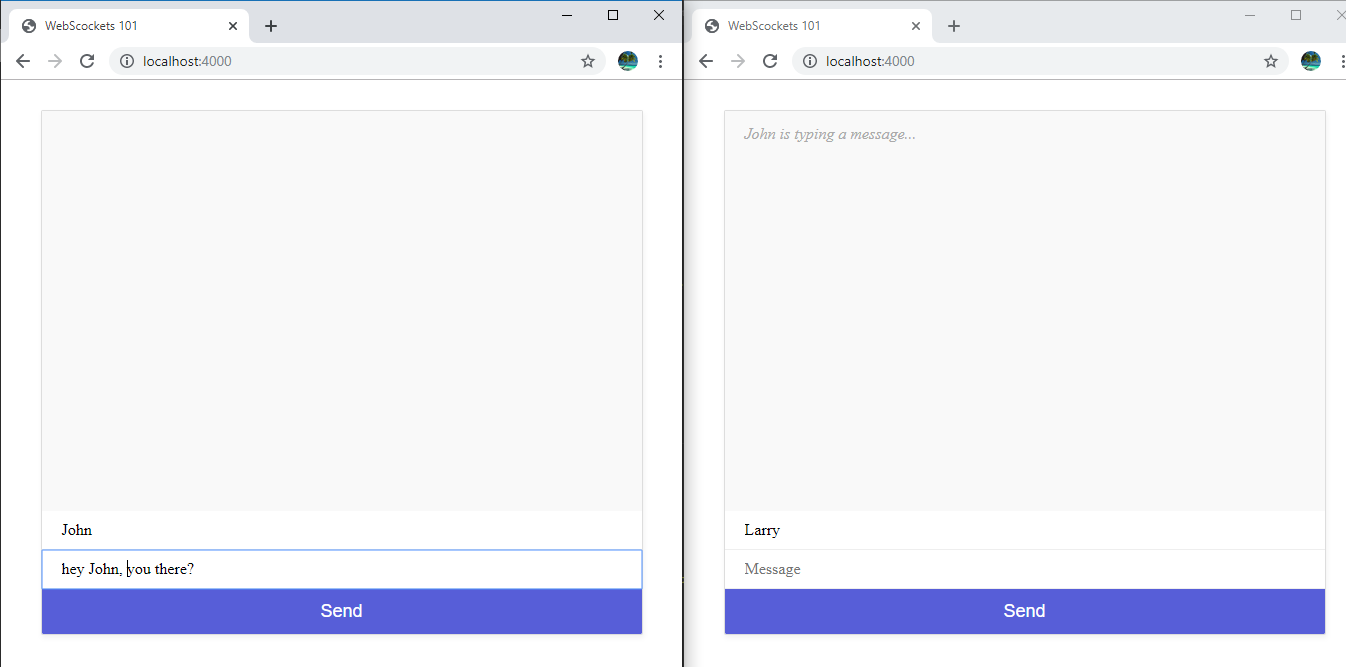 WebScockets 101
localhost:4000
John
hey John, you there?
Send
WebScockets 101
localhost:4000
John is typing a message...
Larry
Message
Send